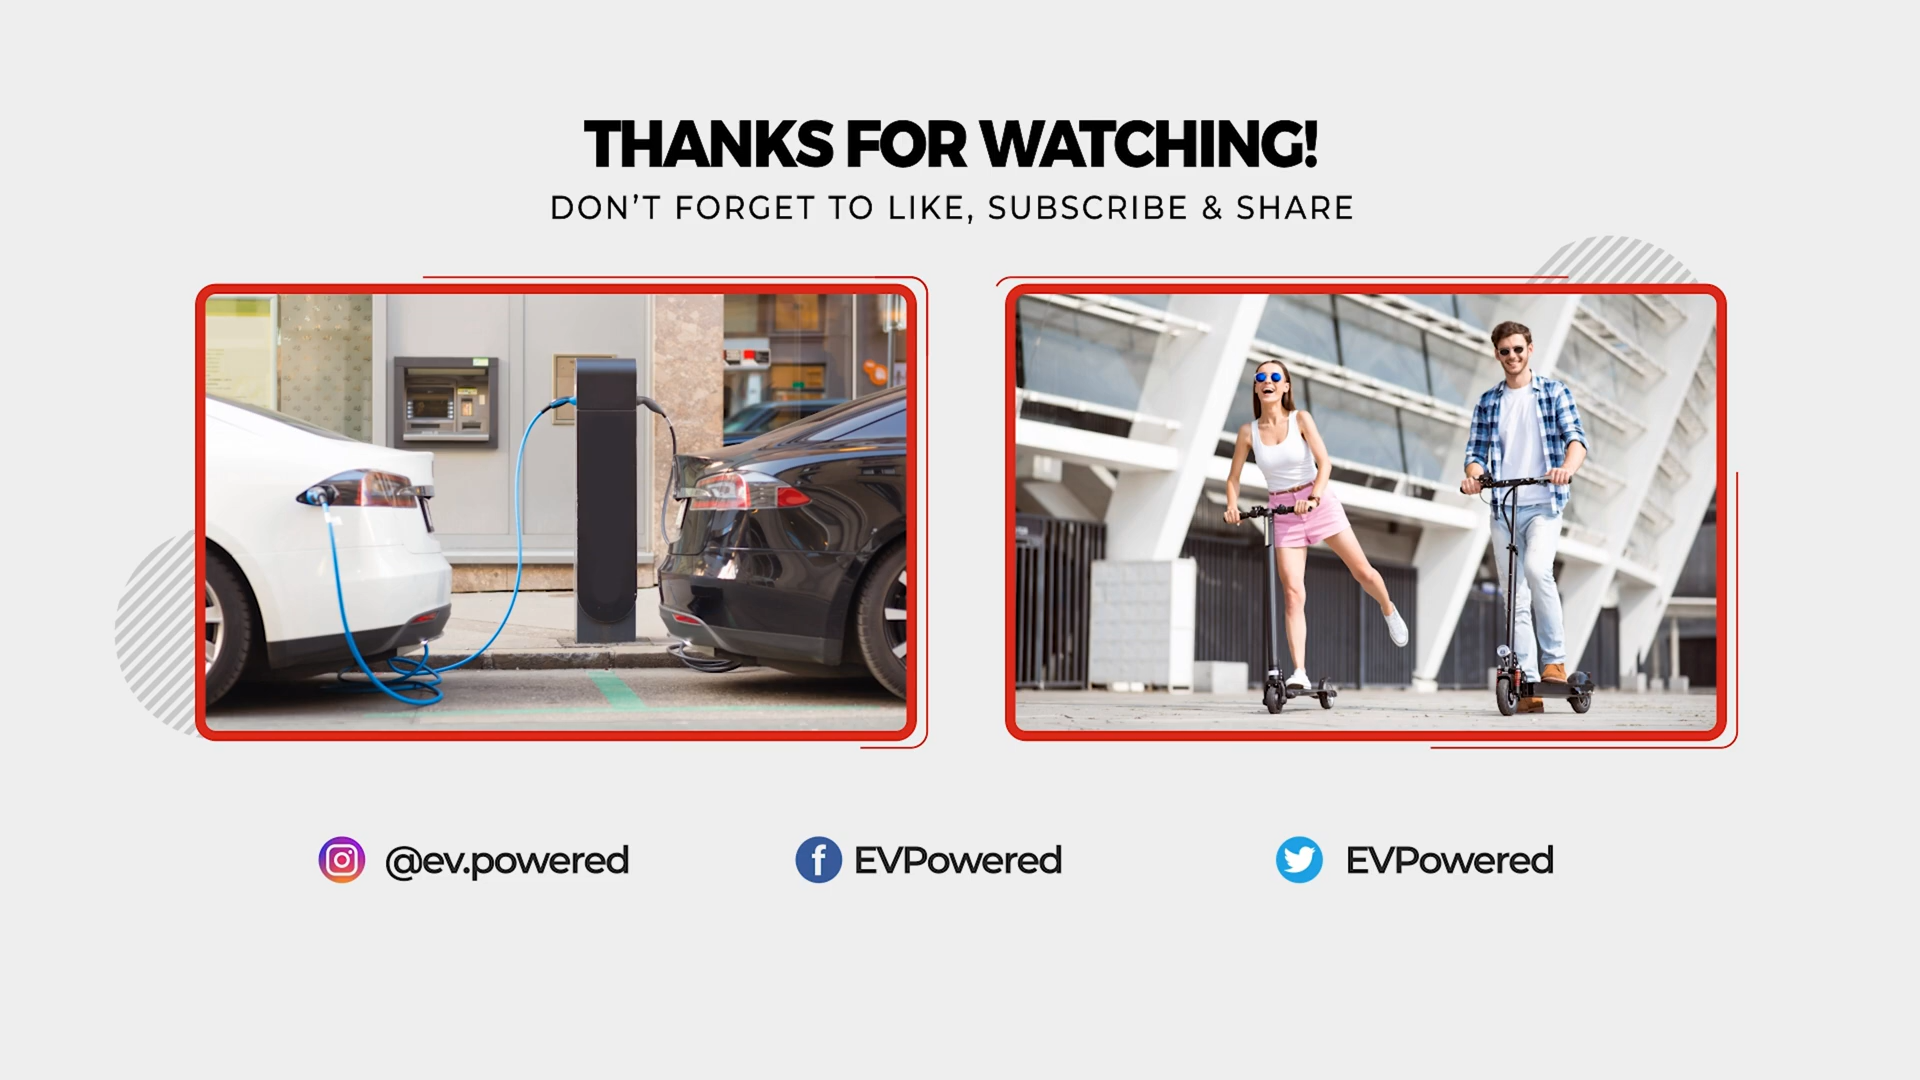 THANKS FOR WATCHING!
DON'T FORGET TO LIKE, SUBSCRIBE & SHARE
@ev.powered
EVPowered
EVPowered